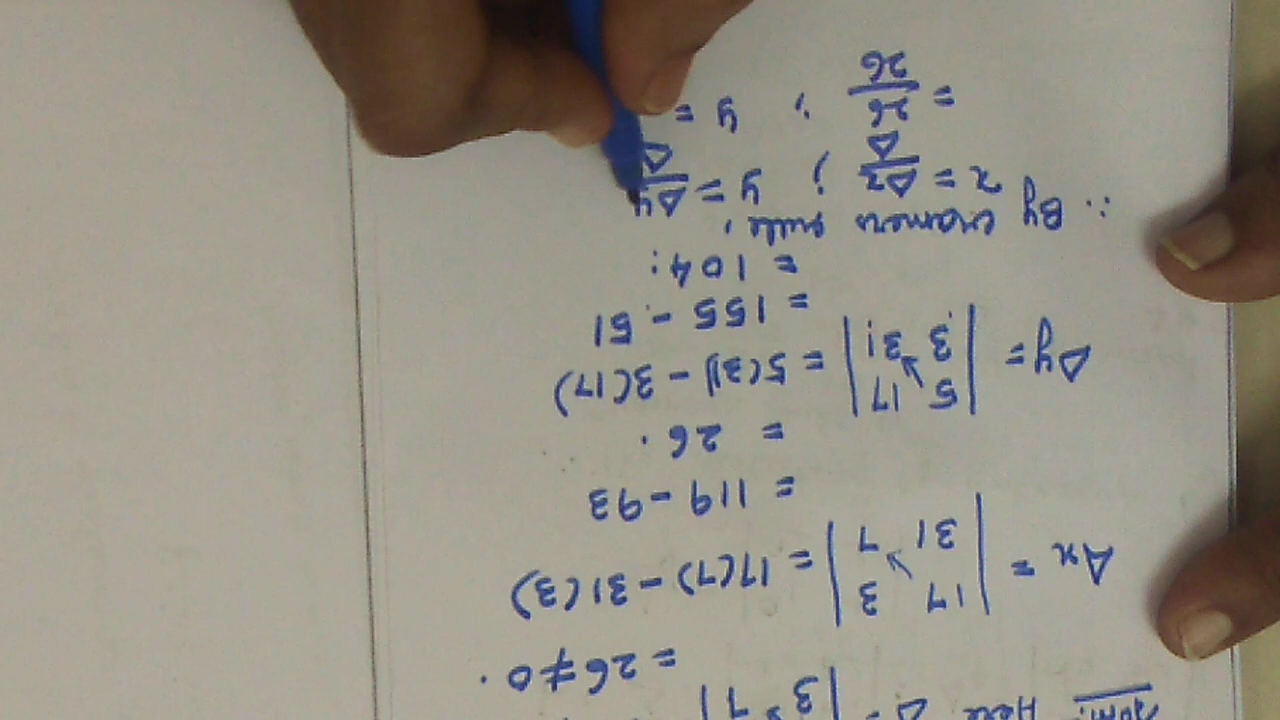 Soln: Here Δ = | 3 7 |
= 26 ≠ 0.
Δx = | 17 3 | = 17(7) - 31(3)
| 31 7 |
= 119 - 93
= 26.
Δy = | 5 17 | = 5(31) - 3(17)
| 3 31 |
= 155 - 51
= 104.
∴ By cramers rule,
x = Δx/Δ ; y = Δy/Δ
= 26/26 ; y =